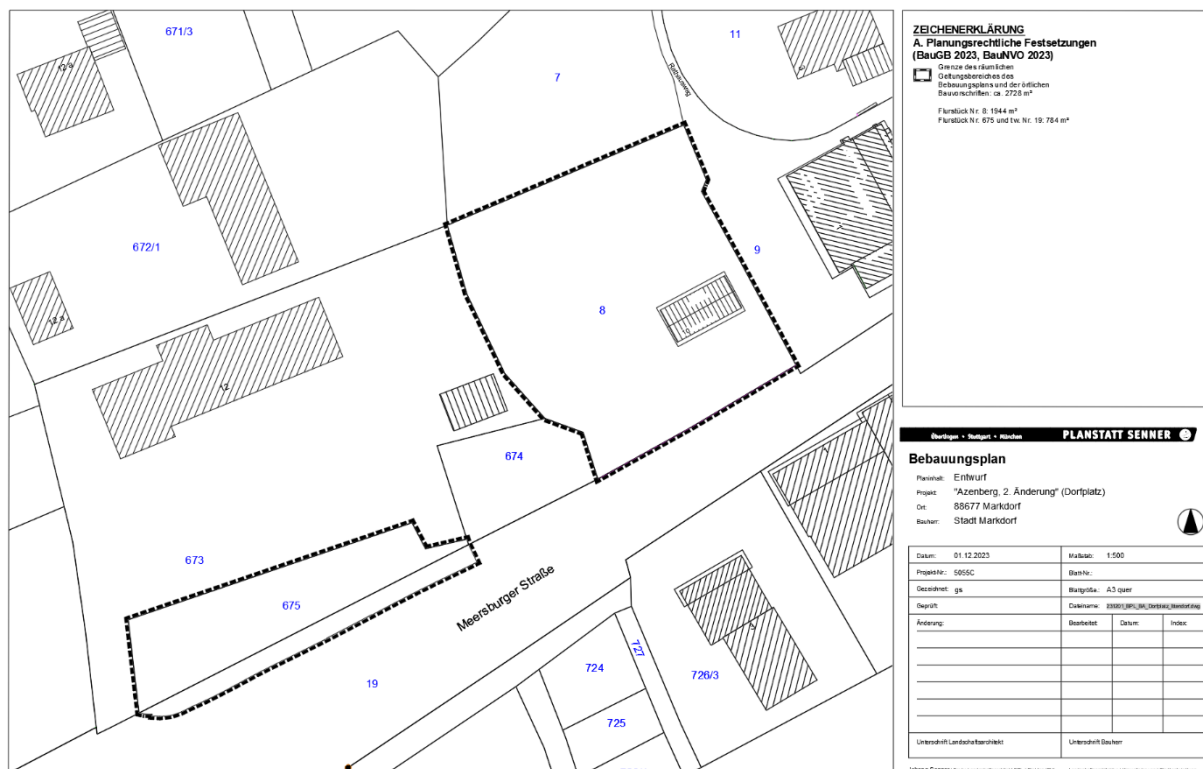 671/3
12 a
7
11
Rathausweg
672/1
12 a
9
8
10
12
674
673
675
Meersburger Straße
19
724
727
725
726/3
ZEICHENERKLÄRUNG
A. Planungsrechtliche Festsetzungen
(BauGB 2023, BauNVO 2023)
Grenze des räumlichen
Geltungsbereiches des
Bebauungsplans und der örtlichen
Bauvorschriften: ca. 2728 m²
Flurstück Nr. 8: 1944 m²
Flurstück Nr. 675 und tw. Nr. 19: 784 m²
Überlingen • Stuttgart • München PLANSTATT SENNER
Bebauungsplan
Planinhalt: Entwurf
Projekt: "Azenberg, 2. Änderung" (Dorfplatz)
Ort: 88677 Markdorf
Bauherr: Stadt Markdorf
Datum: 01.12.2023 Maßstab: 1:500
Projekt-Nr.: 5055C Blatt-Nr.:
Gezeichnet: gs Blattgröße: A3 quer
Geprüft: Dateiname:
Änderung: Bearbeitet: Datum: Index:
Unterschrift Landschaftsarchitekt Unterschrift Bauherr